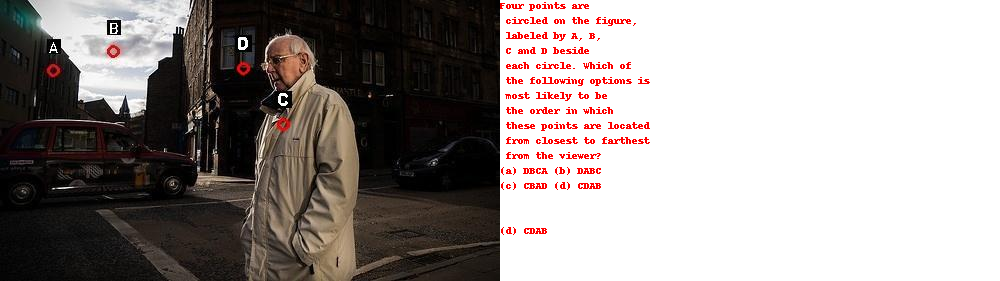 A
B
D
C
Four points are
circled on the figure,
labeled by A, B,
C and D beside
each circle. Which of
the following options is
most likely to be
the order in which
these points are located
from closest to farthest
from the viewer?
(a) DBCA (b) DABC
(c) CBAD (d) CDAB
(d) CDAB